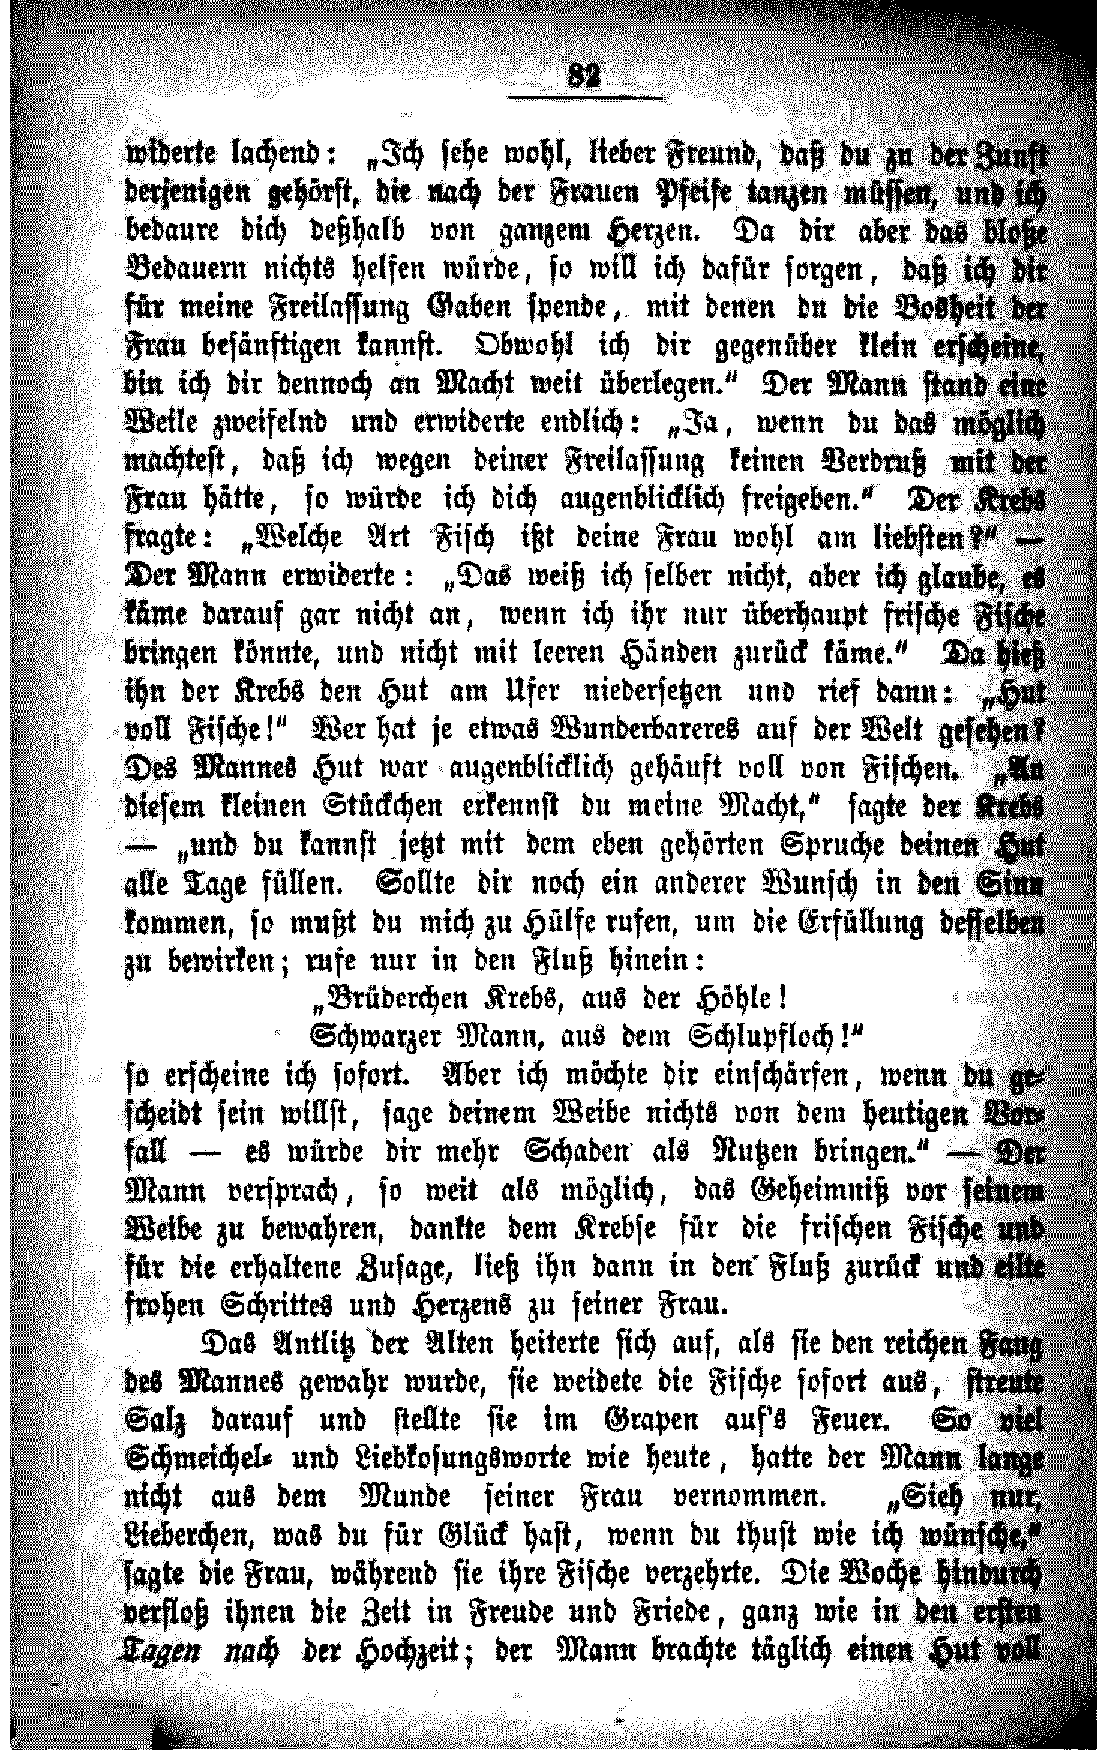 82
widerte lachend: „Ich sehe wohl, lieber Freund, daß du zu der Zunft
derjenigen gehörst, die nach der Frauen Pfeife tanzen müssen, und ich
bedaure dich deßhalb von ganzem Herzen. Da dir aber das bloße
Bedauern nichts helfen würde, so will ich dafür sorgen, daß ich dir
für meine Freilassung Gaben spende, mit denen du die Bosheit der
Frau besänftigen kannst. Obwohl ich dir gegenüber klein erscheine,
bin ich dir dennoch an Macht weit überlegen.“ Der Mann stand eine
Weile zweifelnd und erwiderte endlich: „Ja, wenn du das möglich
machtest, daß ich wegen deiner Freilassung keinen Verdruß mit der
Frau hätte, so würde ich dich augenblicklich freigeben.“ Der Krebs
fragte: „Welche Art Fisch ißt deine Frau wohl am liebsten?“ —
Der Mann erwiderte: „Das weiß ich selber nicht, aber ich glaube, es
käme darauf gar nicht an, wenn ich ihr nur überhaupt frische Fische
bringen könnte, und nicht mit leeren Händen zurück käme.“ Da hieß
ihn der Krebs den Hut am Ufer niedersetzen und rief dann: „Hut
voll Fische!“ Wer hat je etwas Wunderbareres auf der Welt gesehen?
Des Mannes Hut war augenblicklich gehäuft voll von Fischen. „An
diesem kleinen Stückchen erkennst du meine Macht,“ sagte der Krebs
— „und du kannst jetzt mit dem eben gehörten Spruche deinen Hut
alle Tage füllen. Sollte dir noch ein anderer Wunsch in den Sinn
kommen, so mußt du mich zu Hülfe rufen, um die Erfüllung desselben
zu bewirken; rufe nur in den Fluß hinein:
„Brüderchen Krebs, aus der Höhle!
Schwarzer Mann, aus dem Schlupfloch!“
so erscheine ich sofort. Aber ich möchte dir einschärfen, wenn du ge-
scheidt sein willst, sage deinem Weibe nichts von dem heutigen Vor-
fall — es würde dir mehr Schaden als Nutzen bringen.“ — Der
Mann versprach, so weit als möglich, das Geheimniß vor seinem
Weibe zu bewahren, dankte dem Krebse für die frischen Fische und
für die erhaltene Zusage, ließ ihn dann in den Fluß zurück und eilte
frohen Schrittes und Herzens zu seiner Frau.
Das Antlitz der Alten heiterte sich auf, als sie den reichen Fang
des Mannes gewahr wurde, sie weidete die Fische sofort aus, streute
Salz darauf und stellte sie im Grapen auf's Feuer. So viel
Schmeichel- und Liebkosungsworte wie heute, hatte der Mann lange
nicht aus dem Munde seiner Frau vernommen. „Sieh nur,
Lieberchen, was du für Glück hast, wenn du thust wie ich wünsche,“
sagte die Frau, während sie ihre Fische verzehrte. Die Woche hindurch
verfloß ihnen die Zeit in Freude und Friede, ganz wie in den ersten
Tagen nach der Hochzeit; der Mann brachte täglich einen Hut voll